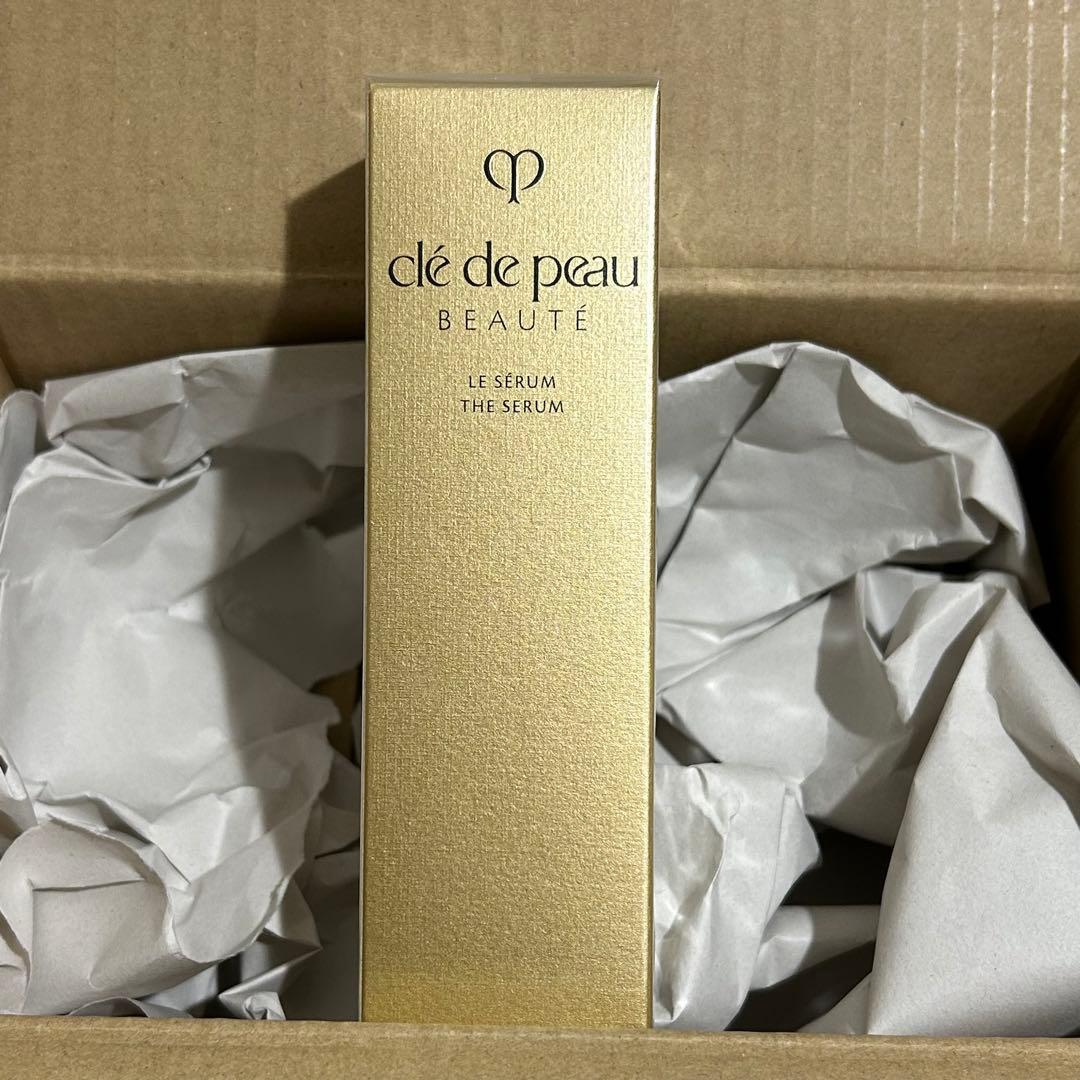 clé de peau
BEAUTÉ
LE SÉRUM
THE SERUM